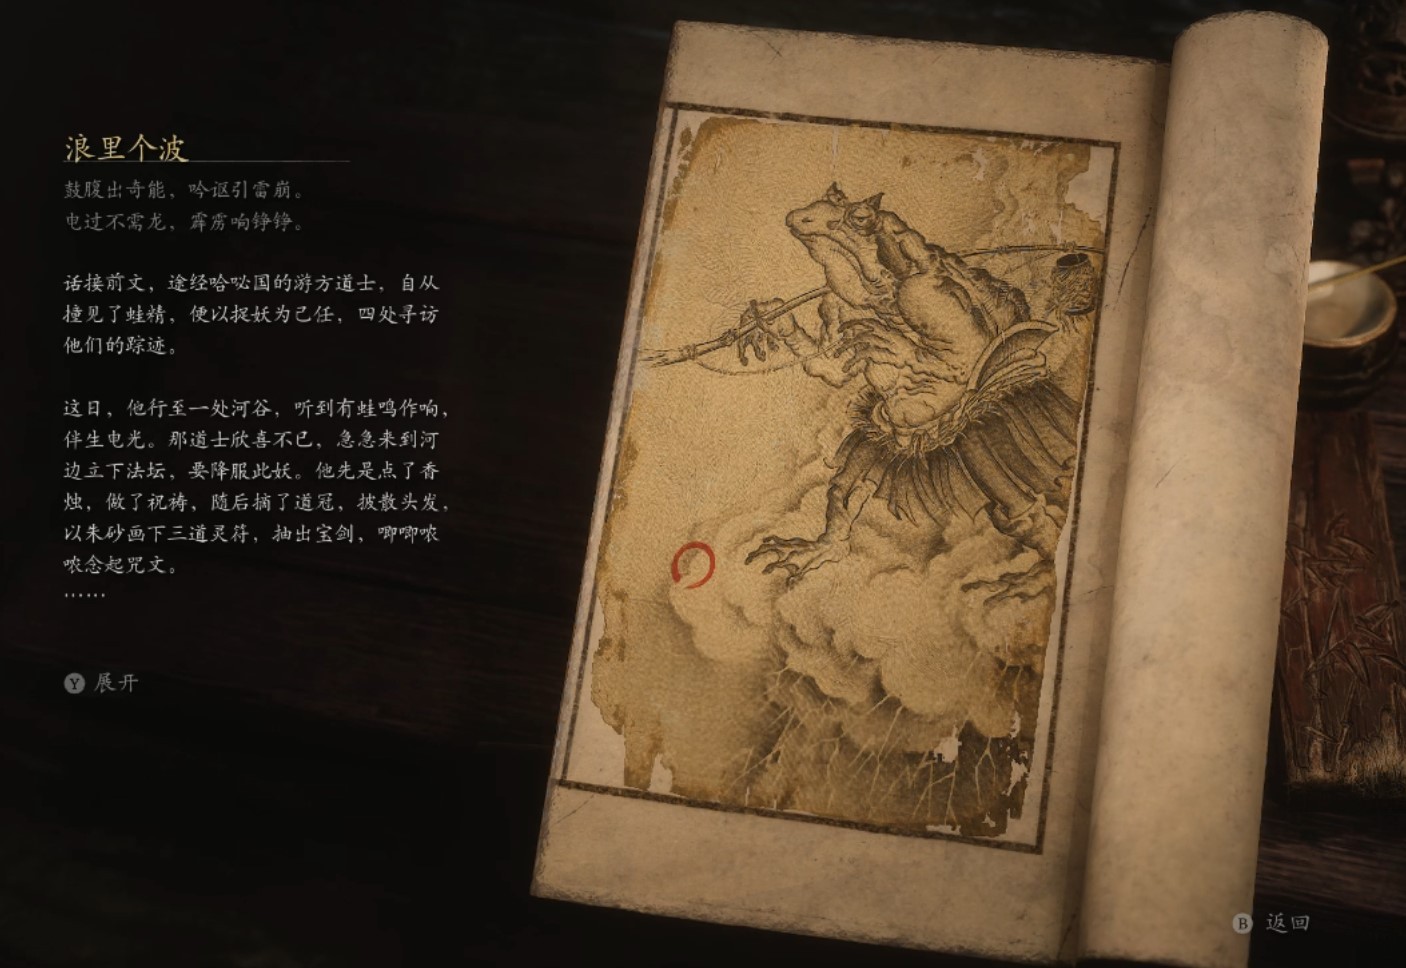 浪里个波
鼓腹出奇能，吟讴引雷崩。
电过不需龙，霹雳响铮铮。
话接前文，途经哈咇国的游方道士，自从
撞见了蛙精，便以捉妖为己任，四处寻访
他们的踪迹。
这日，他行至一处河谷，听到有蛙鸣作响，
伴生电光。那道士欣喜不已，急急来到河
边立下法坛，要降服此妖。他先是点了香
烛，做了祝祷，随后摘了道冠，披散头发，
以朱砂画下三道灵符，抽出宝剑，唧唧哝
哝念起咒文。
······
Y 展开
B 返回